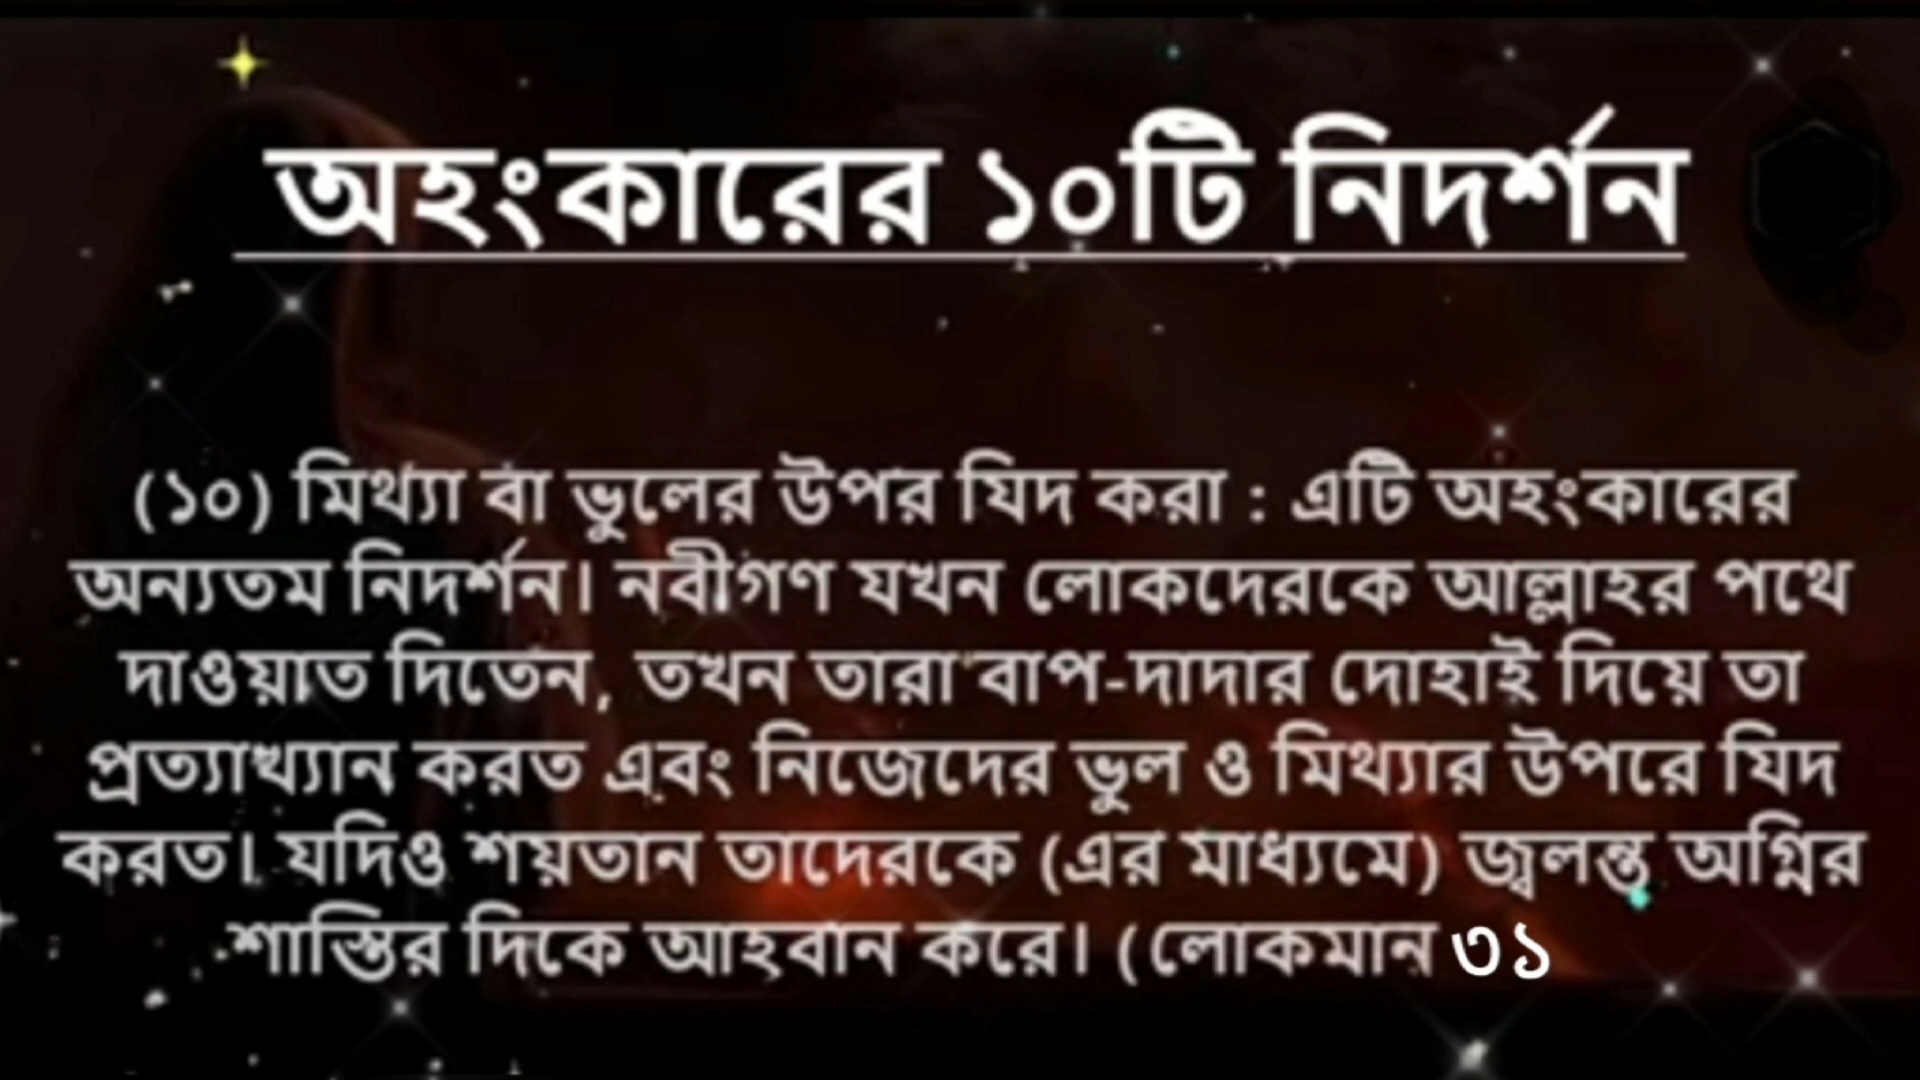 অহংকারের ১০টি নিদর্শন
(১০) মিথ্যা বা ভুলের উপর যিদ করা : এটি অহংকারের
অন্যতম নিদর্শন। নবীগণ যখন লোকদেরকে আল্লাহর পথে
দাওয়াত দিতেন, তখন তারা বাপ-দাদার দোহাই দিয়ে তা
প্রত্যাখ্যান করত এবং নিজেদের ভুল ও মিথ্যার উপরে যিদ
করত। যদিও শয়তান তাদেরকে (এর মাধ্যমে) জ্বলন্ত অগ্নির
শাস্তির দিকে আহবান করে। (লোকমান ৩১